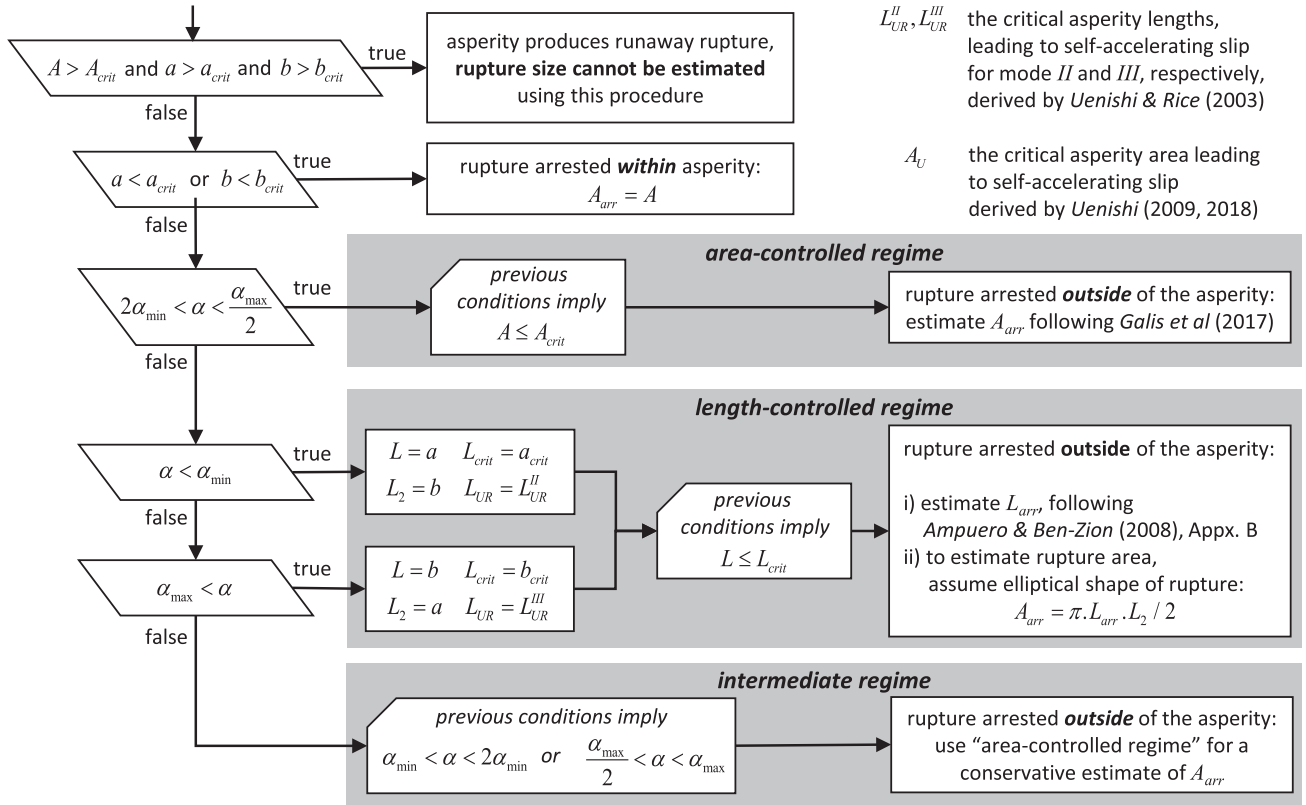 A > A_crit and a > a_crit and b > b_crit
true
asperity produces runaway rupture,
rupture size cannot be estimated
using this procedure
false
L_UR^II, L_UR^III
the critical asperity lengths,
leading to self-accelerating slip
for mode II and III, respectively,
derived by Uenishi & Rice (2003)
a < a_crit or b < b_crit
true
rupture arrested within asperity:
A_arr = A
false
A_U
the critical asperity area leading
to self-accelerating slip
derived by Uenishi (2009, 2018)
area-controlled regime
2α_min < α < α_max / 2
true
previous
conditions imply
A ≤ A_crit
rupture arrested outside of the asperity:
estimate A_arr following Galis et al (2017)
false
length-controlled regime
α < α_min
true
L = a L_crit = a_crit
L_2 = b L_UR = L_UR^II
false
α_max < α
true
L = b L_crit = b_crit
L_2 = a L_UR = L_UR^III
false
previous
conditions imply
L ≤ L_crit
rupture arrested outside of the asperity:
i) estimate L_arr, following
Ampuero & Ben-Zion (2008), Appx. B
ii) to estimate rupture area,
assume elliptical shape of rupture:
A_arr = π.L_arr.L_2 / 2
intermediate regime
previous conditions imply
α_min < α < 2α_min or α_max / 2 < α < α_max
rupture arrested outside of the asperity:
use “area-controlled regime” for a
conservative estimate of A_arr